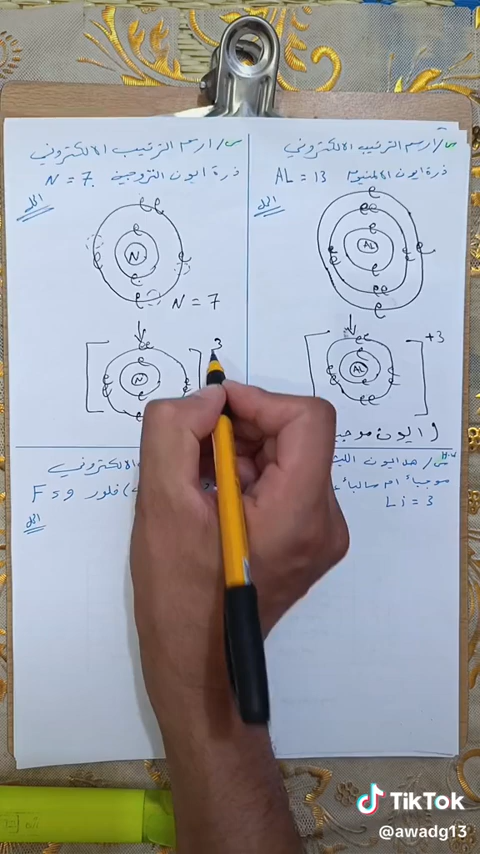 س/ ارسم الترتيب الالكتروني
ذرة ايون الالمنيوم AL = 13
الحل
AL
AL
+3
ايون موجب
س/ ارسم الترتيب الالكتروني
ذرة ايون النتروجين N = 7
الحل
N
N = 7
N
3
س/ هل ايون
موجباً ام سالباً
Li = 3
الالكتروني
فلور F = 9
الحل
TikTok
@awadg13